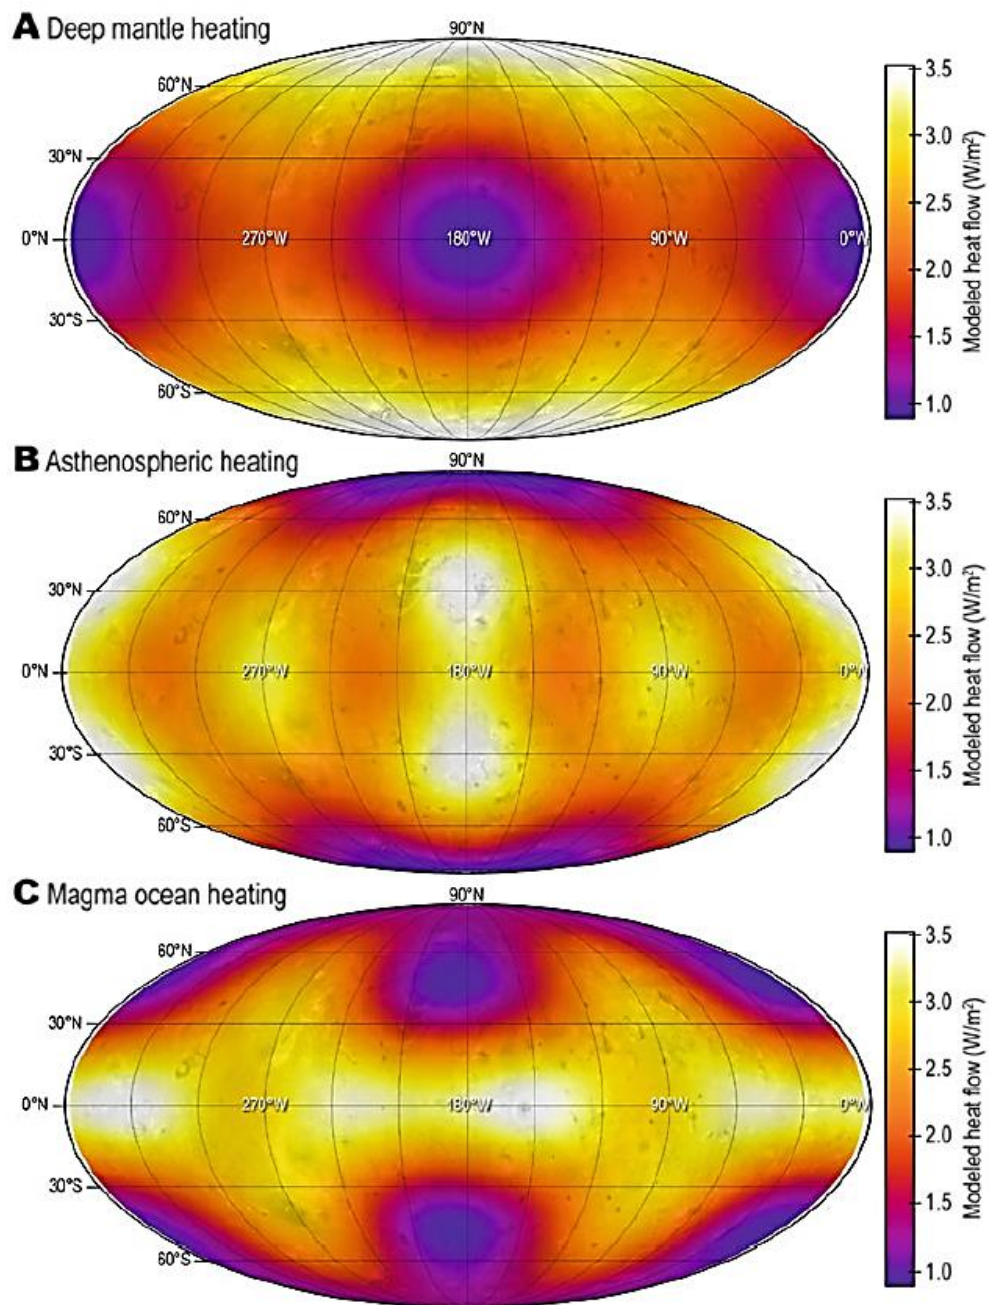 A Deep mantle heating
90°N
60°N
30°N
0°N
270°W
180°W
90°W
0°W
30°S
60°S
3.5
3.0
2.5
2.0
1.5
1.0
Modeled heat flow (W/m²)
B Asthenospheric heating
90°N
60°N
30°N
0°N
270°W
180°W
90°W
0°W
30°S
60°S
3.5
3.0
2.5
2.0
1.5
1.0
Modeled heat flow (W/m²)
C Magma ocean heating
90°N
60°N
30°N
0°N
270°W
180°W
90°W
0°W
30°S
60°S
3.5
3.0
2.5
2.0
1.5
1.0
Modeled heat flow (W/m²)